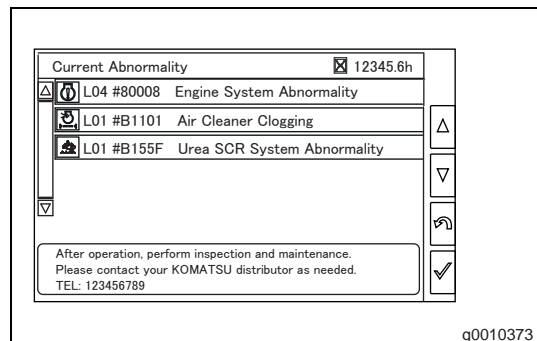 Current Abnormality 12345.6h
L04 #80008 Engine System Abnormality
L01 #B1101 Air Cleaner Clogging
L01 #B155F Urea SCR System Abnormality
After operation, perform inspection and maintenance.
Please contact your KOMATSU distributor as needed.
TEL: 123456789
q0010373